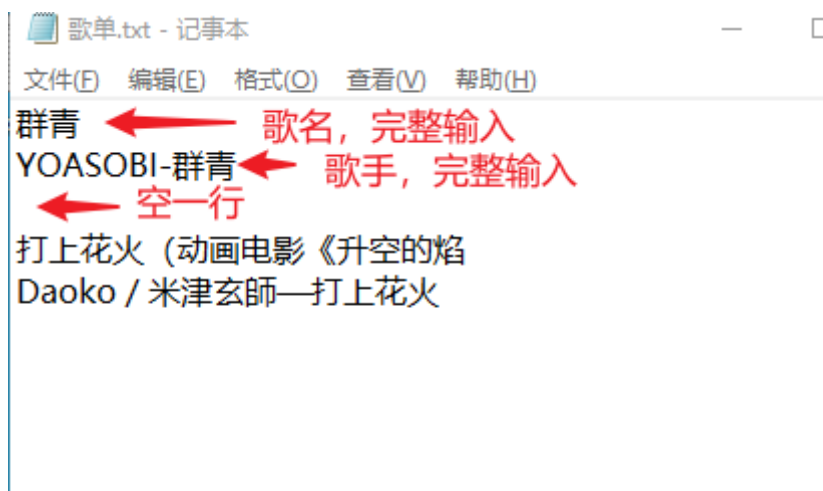 歌单.txt - 记事本
文件(F) 编辑(E) 格式(O) 查看(V) 帮助(H)
群青 歌名，完整输入
YOASOBI-群青 歌手，完整输入
空一行
打上花火（动画电影《升空的焰
Daoko / 米津玄師—打上花火